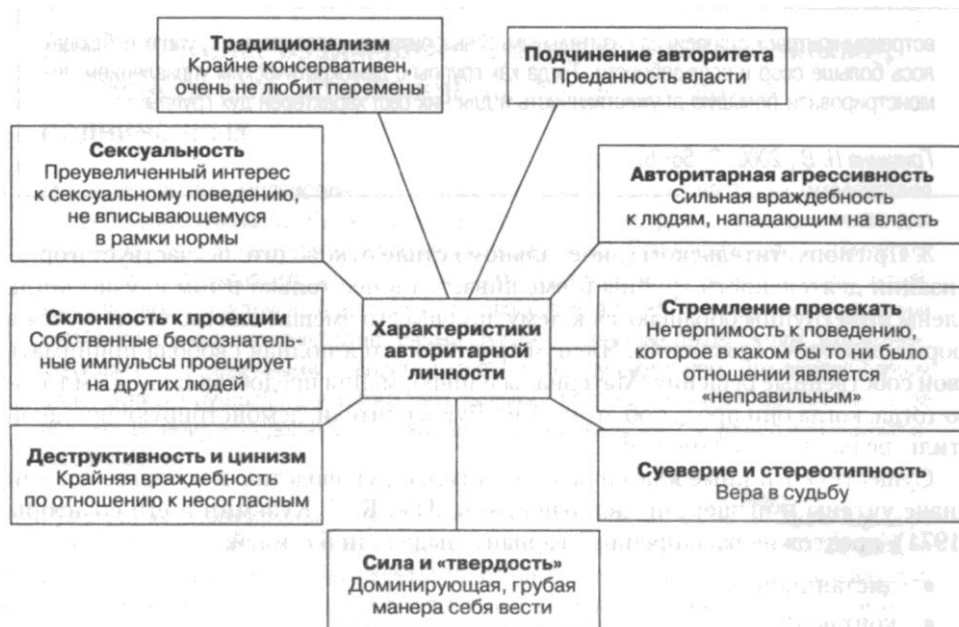 Традиционализм
Крайне консервативен,
очень не любит перемены
Подчинение авторитета
Преданность власти
Сексуальность
Преувеличенный интерес
к сексуальному поведению,
не вписывающемуся
в рамки нормы
Авторитарная агрессивность
Сильная враждебность
к людям, нападающим на власть
Склонность к проекции
Собственные бессознатель-
ные импульсы проецирует
на других людей
Характеристики
авторитарной
личности
Стремление пресекать
Нетерпимость к поведению,
которое в каком бы то ни было
отношении является
«неправильным»
Деструктивность и цинизм
Крайняя враждебность
по отношению к несогласным
Суеверие и стереотипность
Вера в судьбу
Сила и «твердость»
Доминирующая, грубая
манера себя вести